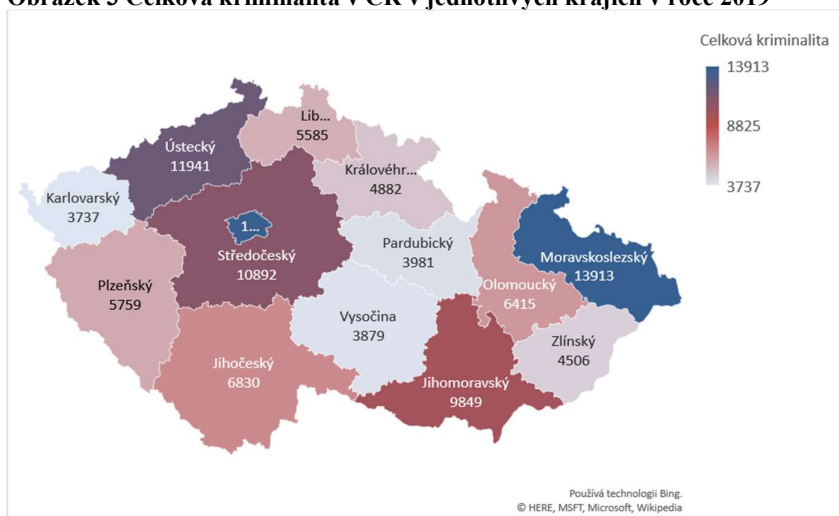 Obrázek 3 Celková kriminalita v ČR v jednotlivých krajích v roce 2019
Celková kriminalita
13913
8825
3737
Lib...
5585
Ústecký
11941
Královéhr...
4882
Karlovarský
3737
1...
Středočeský
10892
Pardubický
3981
Moravskoslezský
13913
Plzeňský
5759
Olomoucký
6415
Vysočina
3879
Zlínský
4506
Jihočeský
6830
Jihomoravský
9849
Používá technologii Bing.
© HERE, MSFT, Microsoft, Wikipedia